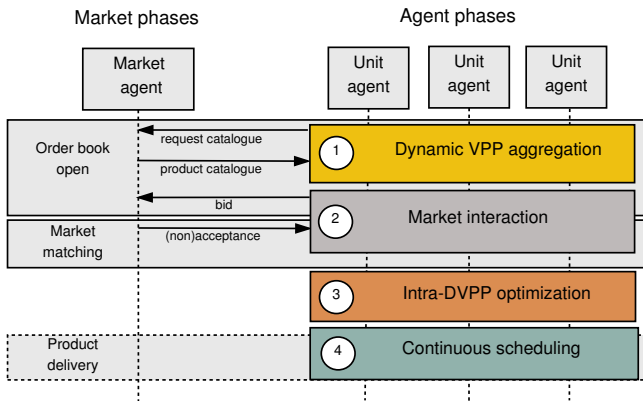 Market phases
Agent phases
Market
agent
Unit
agent
Unit
agent
Unit
agent
Order book
open
request catalogue
product catalogue
1
Dynamic VPP aggregation
bid
2
Market interaction
Market
matching
(non)acceptance
3
Intra-DVPP optimization
Product
delivery
4
Continuous scheduling